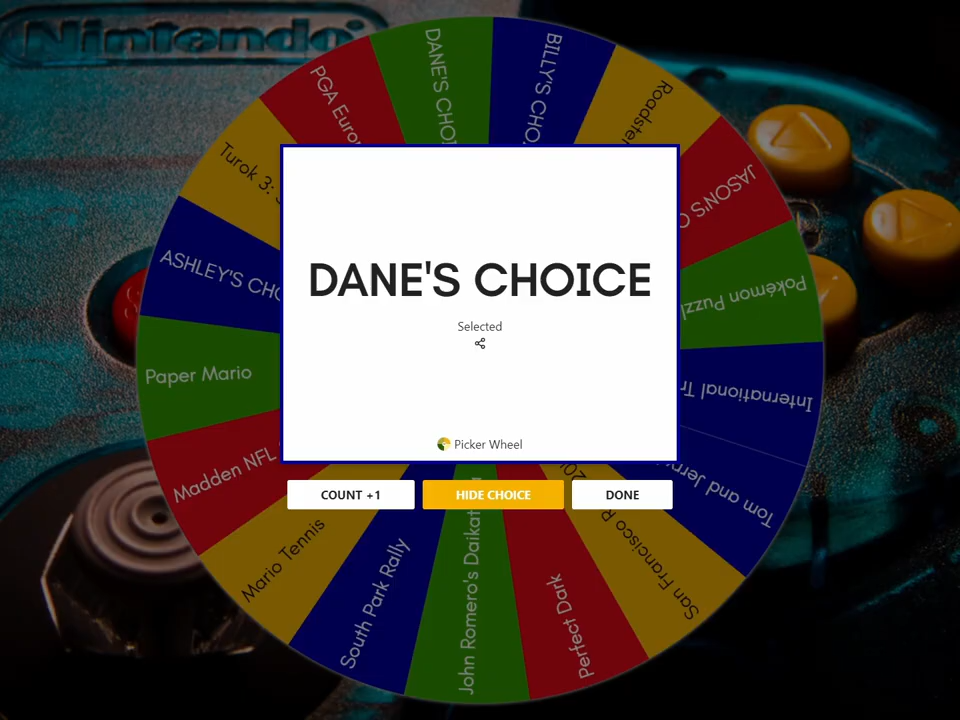 Nintendo
DANE'S CHOI
BILLY'S CHO
PGA Euro
Roadster
Turok 3:
JASON'S
ASHLEY'S CHO
Pokémon Puzzl
DANE'S CHOICE
Selected
Paper Mario
International Tr
Picker Wheel
Madden NFL
Tom and Jerry
COUNT +1
HIDE CHOICE
DONE
Mario Tennis
San Francisco R
South Park Rally
John Romero's Daikat
Perfect Dark